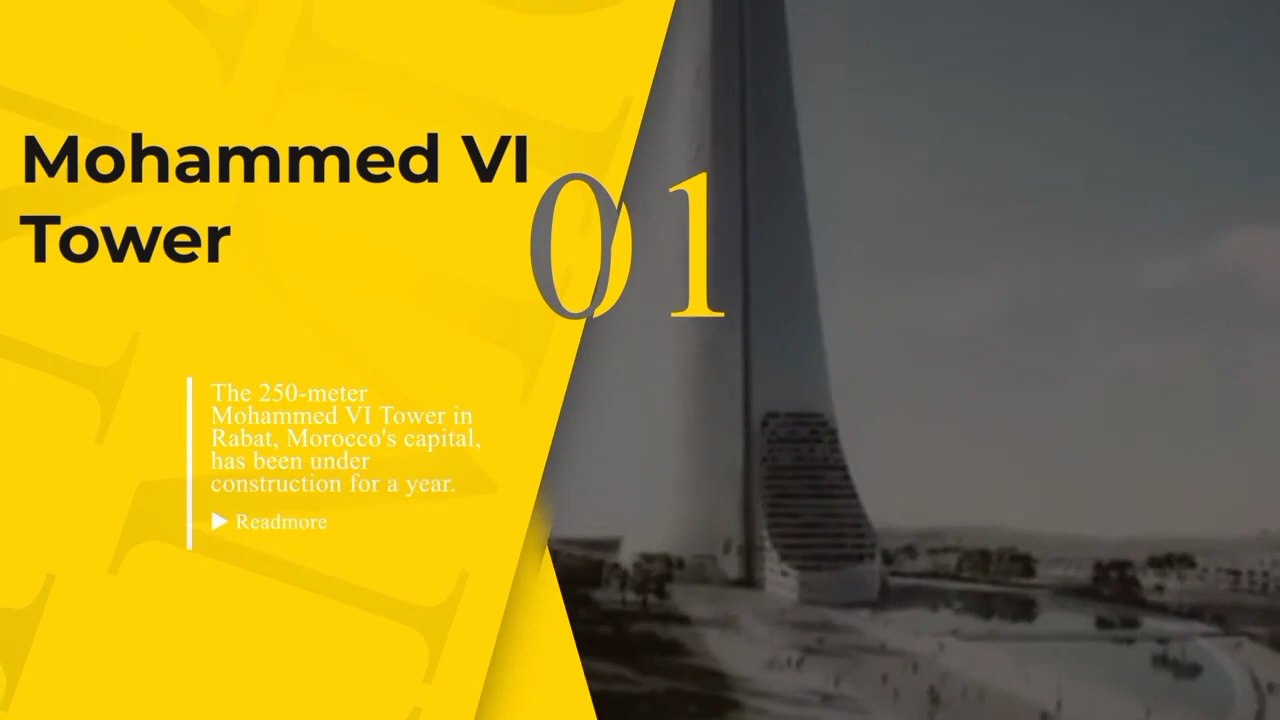 Mohammed VI
Tower
01
The 250-meter
Mohammed VI Tower in
Rabat, Morocco's capital,
has been under
construction for a year.
▶ Readmore